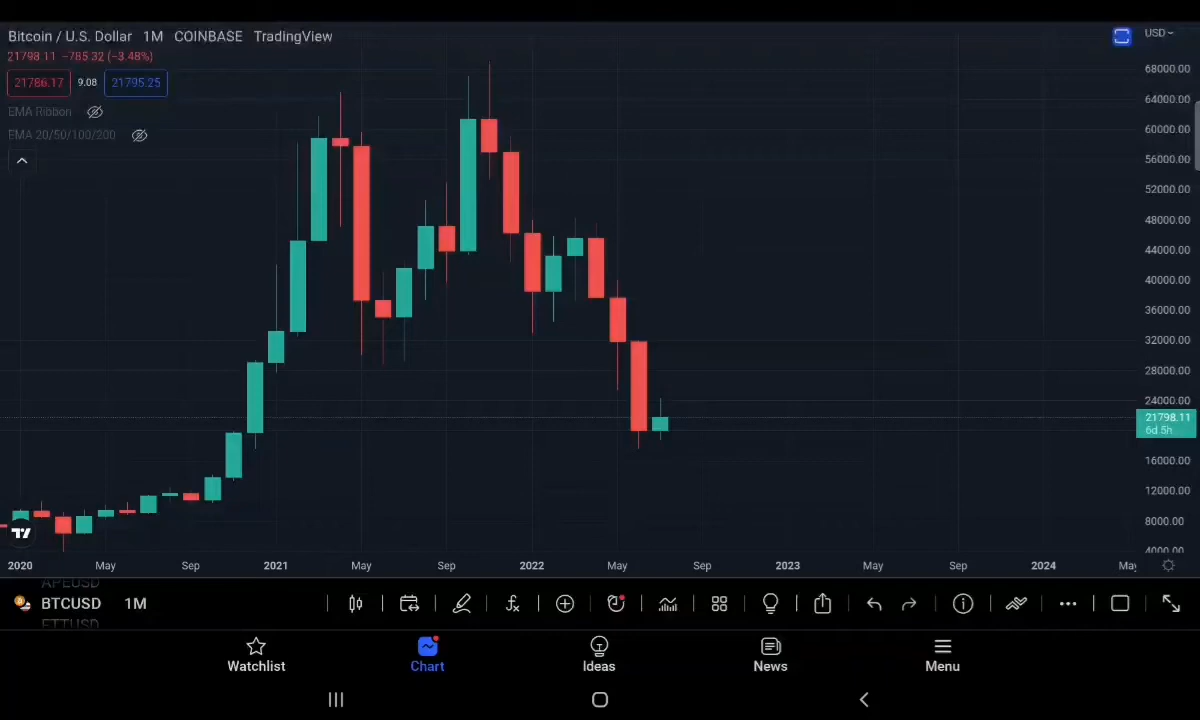 Bitcoin / U.S. Dollar 1M COINBASE TradingView
USD
21798.11 −785.32 (−3.48%)
21786.17 9.08 21795.25
EMA Ribbon
EMA 20/50/100/200
68000.00
64000.00
60000.00
56000.00
52000.00
48000.00
44000.00
40000.00
36000.00
32000.00
28000.00
24000.00
21798.11
6d 5h
16000.00
12000.00
8000.00
4000.00
2020 May Sep 2021 May Sep 2022 May Sep 2023 May Sep 2024 May
APEUSD
BTCUSD 1M
ETTUSD
Watchlist Chart Ideas News Menu